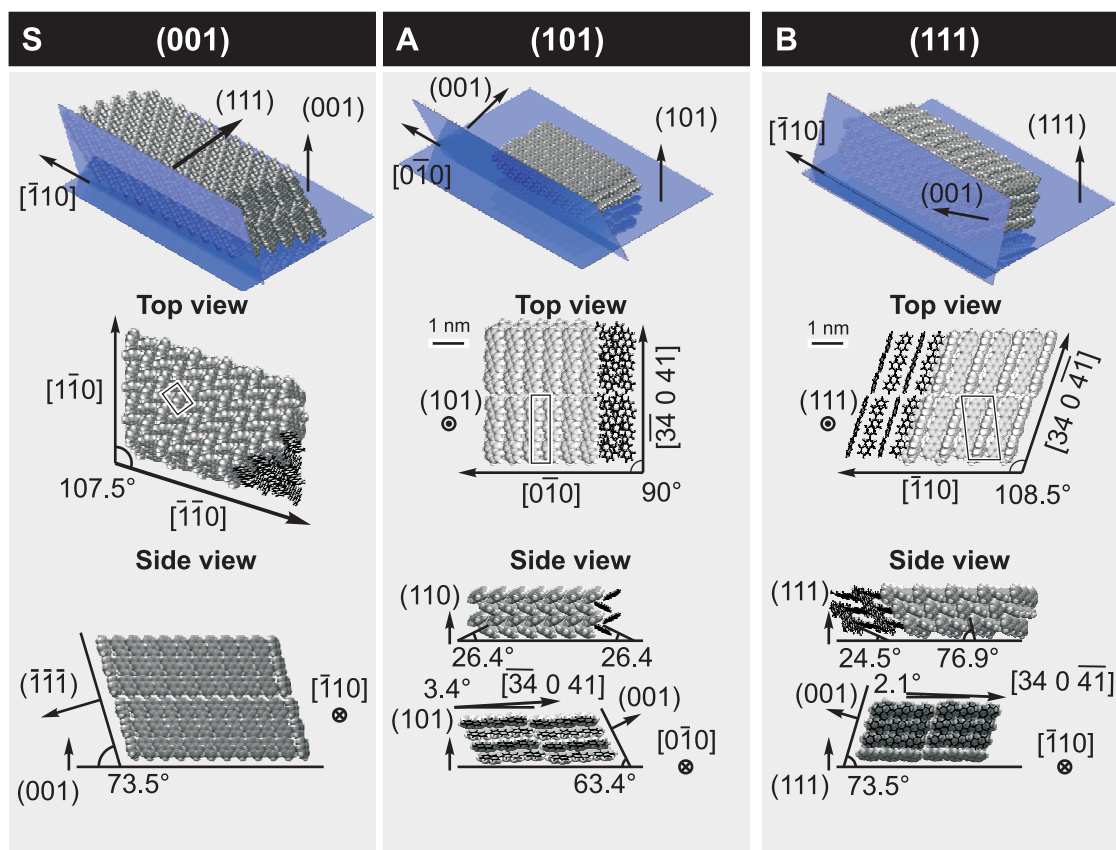 S (001)
(111)
(001)
[1̄10]
Top view
[11̄0]
107.5°
[1̄1̄0]
Side view
(1̄1̄1̄)
[1̄10]
(001)
73.5°
A (101)
(001)
(101)
[01̄0]
Top view
1 nm
(101)
[3̄4̄ 0 41]
[01̄0]
90°
Side view
(110)
26.4°
26.4
3.4°
[3̄4̄ 0 41]
(101)
(001)
[01̄0]
63.4°
B (111)
[1̄10]
(111)
(001)
Top view
1 nm
(111)
[34 0 4̄1̄]
[1̄10]
108.5°
Side view
(111)
24.5°
76.9°
2.1°
[34 0 4̄1̄]
(001)
[1̄10]
(111)
73.5°